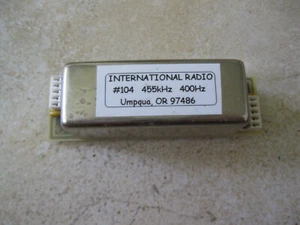 INTERNATIONAL RADIO
#104 455kHz 400Hz
Umpqua, OR 97486